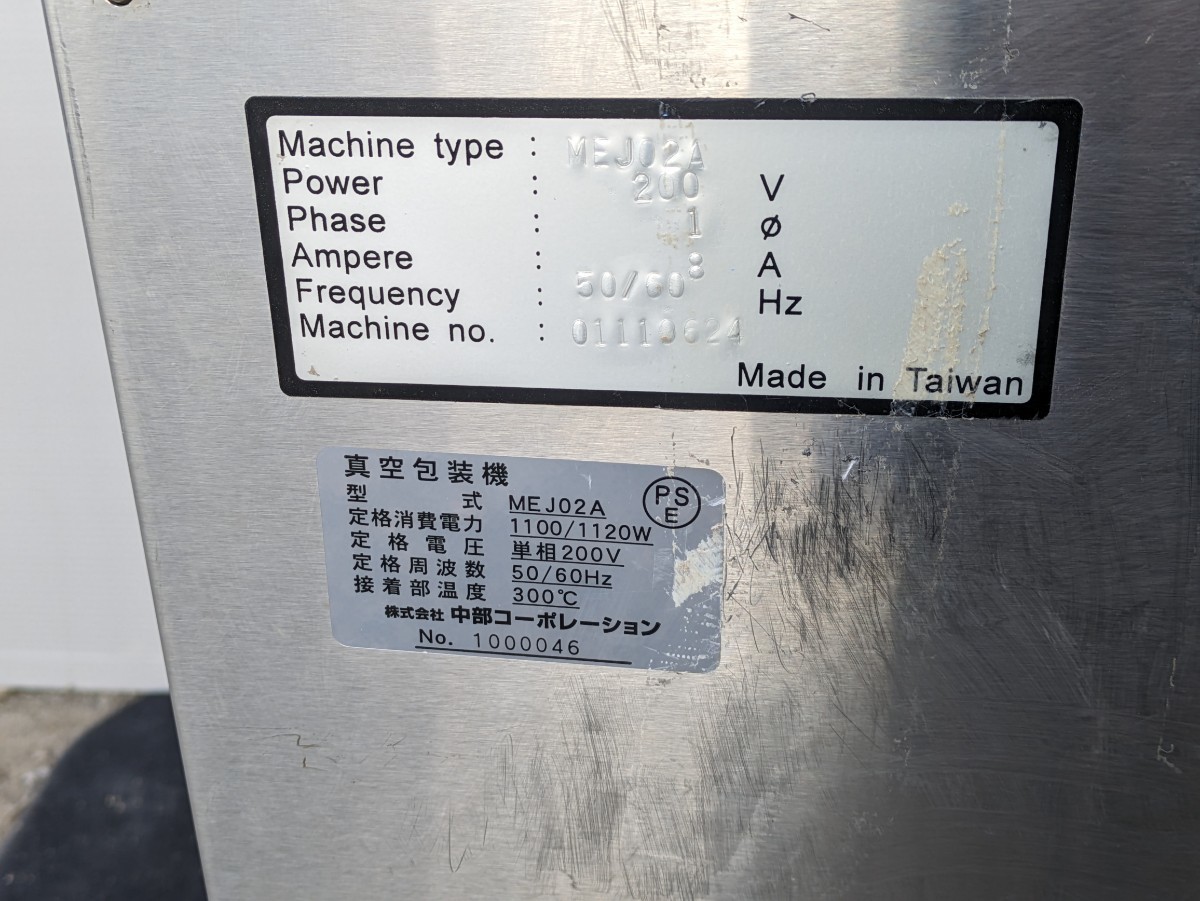 Machine type : MEJ02A
Power : 200 V
Phase : 1 ø
Ampere : 8 A
Frequency : 50/60 Hz
Machine no. : 01110624
Made in Taiwan
真空包装機
型式 MEJ02A
PS
E
定格消費電力 1100/1120W
定格電圧 単相200V
定格周波数 50/60Hz
接着部温度 300℃
株式会社 中部コーポレーション
No. 1000046